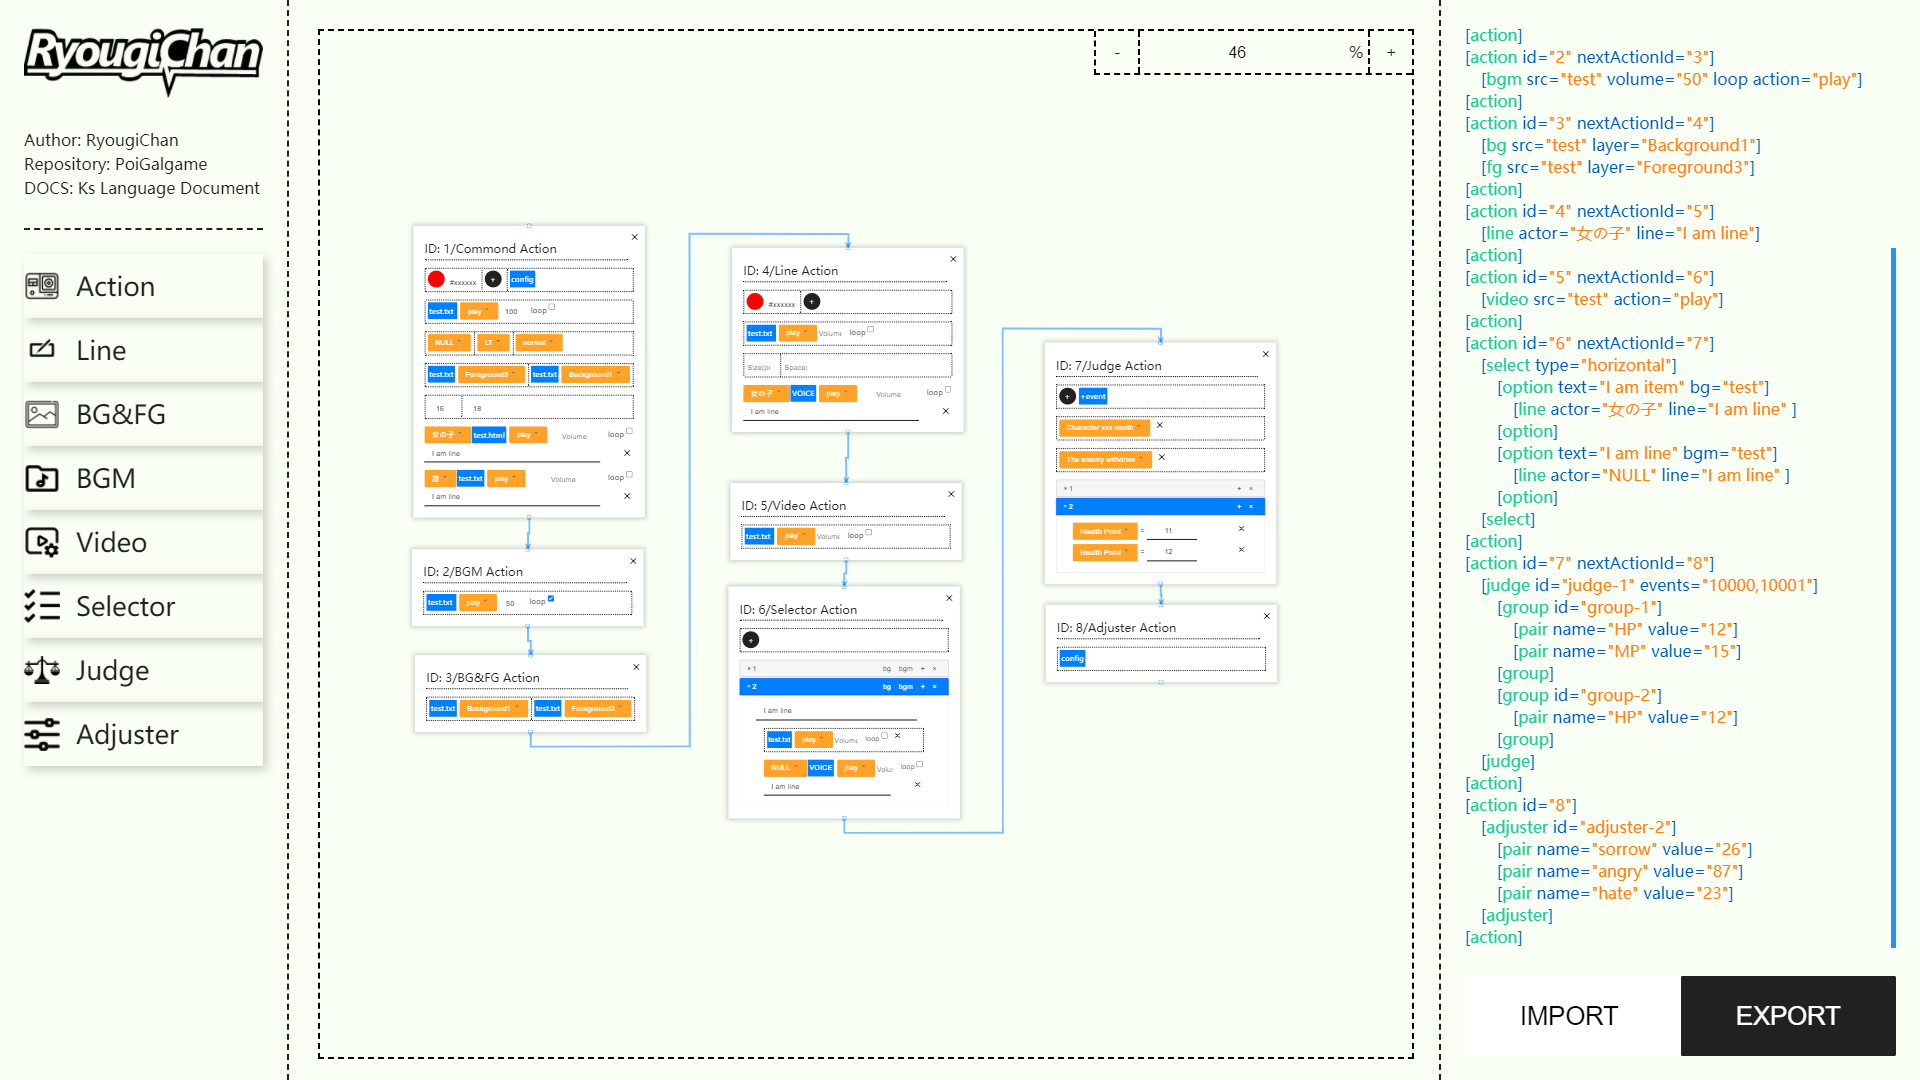 RyougiChan
Author: RyougiChan
Repository: PoiGalgame
DOCS: Ks Language Document
Action
Line
BG&FG
BGM
Video
Selector
Judge
Adjuster
- 46 % +
ID: 1/Commond Action ×
#xxxxxx + config
test.txt play 100 loop
NULL LT normal
test.txt Foreground3 test.txt Background1
16 18
女の子 test.html play Volume loop
I am line ×
test.txt play Volume loop
I am line ×
ID: 2/BGM Action ×
test.txt play 50 loop
ID: 3/BG&FG Action ×
test.txt Background1 test.txt Foreground3
ID: 4/Line Action ×
#xxxxxx +
test.txt play Volume loop
Size(p Space(
女の子 VOICE play Volume loop
I am line ×
ID: 5/Video Action ×
test.txt play Volume loop
ID: 6/Selector Action ×
+
1 bg bgm + ×
2 bg bgm + ×
I am line
test.txt play Volume loop ×
NULL VOICE play Volur loop
I am line ×
ID: 7/Judge Action ×
+ +event
Character xxx death ×
The enemy withdrew ×
1 + ×
2 + ×
Health Point = 11 ×
Health Point = 12 ×
ID: 8/Adjuster Action ×
config
[action]
[action id="2" nextActionId="3"]
[bgm src="test" volume="50" loop action="play"]
[action]
[action id="3" nextActionId="4"]
[bg src="test" layer="Background1"]
[fg src="test" layer="Foreground3"]
[action]
[action id="4" nextActionId="5"]
[line actor="女の子" line="I am line"]
[action]
[action id="5" nextActionId="6"]
[video src="test" action="play"]
[action]
[action id="6" nextActionId="7"]
[select type="horizontal"]
[option text="I am item" bg="test"]
[line actor="女の子" line="I am line" ]
[option]
[option text="I am line" bgm="test"]
[line actor="NULL" line="I am line" ]
[option]
[select]
[action]
[action id="7" nextActionId="8"]
[judge id="judge-1" events="10000,10001"]
[group id="group-1"]
[pair name="HP" value="12"]
[pair name="MP" value="15"]
[group]
[group id="group-2"]
[pair name="HP" value="12"]
[group]
[judge]
[action]
[action id="8"]
[adjuster id="adjuster-2"]
[pair name="sorrow" value="26"]
[pair name="angry" value="87"]
[pair name="hate" value="23"]
[adjuster]
[action]
IMPORT
EXPORT